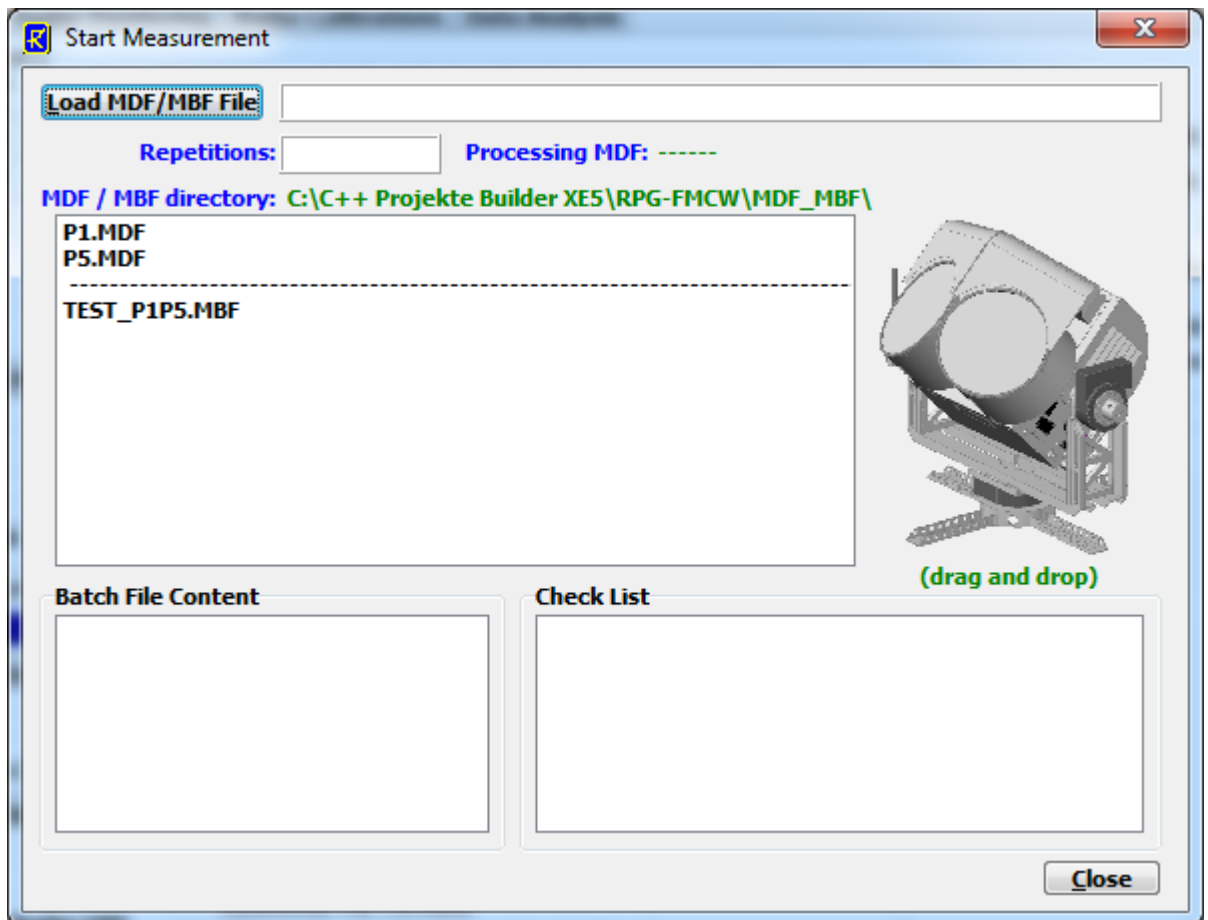 Start Measurement
Load MDF/MBF File
Repetitions:
Processing MDF: ------
MDF / MBF directory: C:\C++ Projekte Builder XE5\RPG-FMCW\MDF_MBF\
P1.MDF
P5.MDF
--------------------------------------------------------------------------------
TEST_P1P5.MBF
(drag and drop)
Batch File Content
Check List
Close